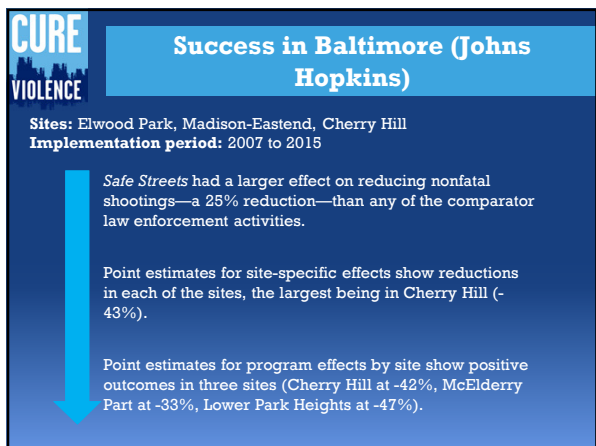 CURE
VIOLENCE
Success in Baltimore (Johns
Hopkins)
Sites: Elwood Park, Madison-Eastend, Cherry Hill
Implementation period: 2007 to 2015
Safe Streets had a larger effect on reducing nonfatal
shootings—a 25% reduction—than any of the comparator
law enforcement activities.
Point estimates for site-specific effects show reductions
in each of the sites, the largest being in Cherry Hill (-
43%).
Point estimates for program effects by site show positive
outcomes in three sites (Cherry Hill at -42%, McElderry
Part at -33%, Lower Park Heights at -47%).